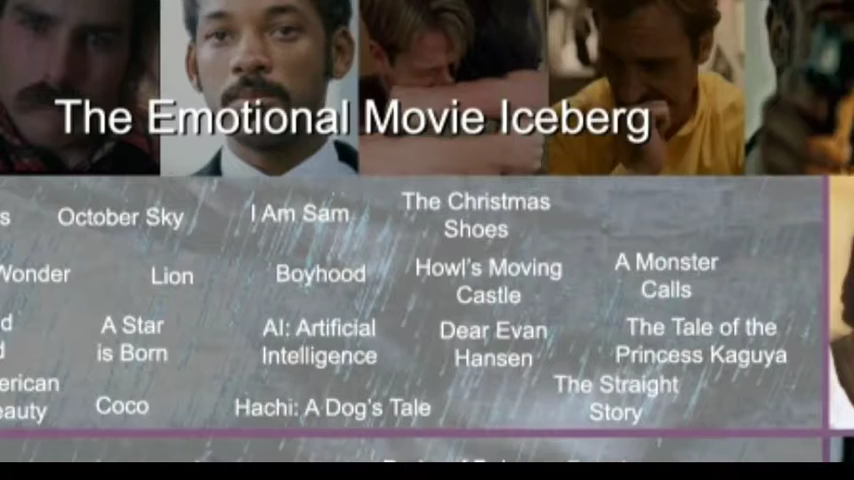 The Emotional Movie Iceberg
October Sky
I Am Sam
The Christmas
Shoes
Wonder
Lion
Boyhood
Howl's Moving
Castle
A Monster
Calls
A Star
is Born
AI: Artificial
Intelligence
Dear Evan
Hansen
The Tale of the
Princess Kaguya
erican
eauty
Coco
Hachi: A Dog's Tale
The Straight
Story